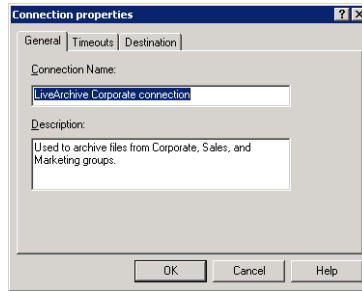 Connection properties
General
Timeouts
Destination
Connection Name:
LiveArchive Corporate connection
Description:
Used to archive files from Corporate, Sales, and
Marketing groups.
OK
Cancel
Help